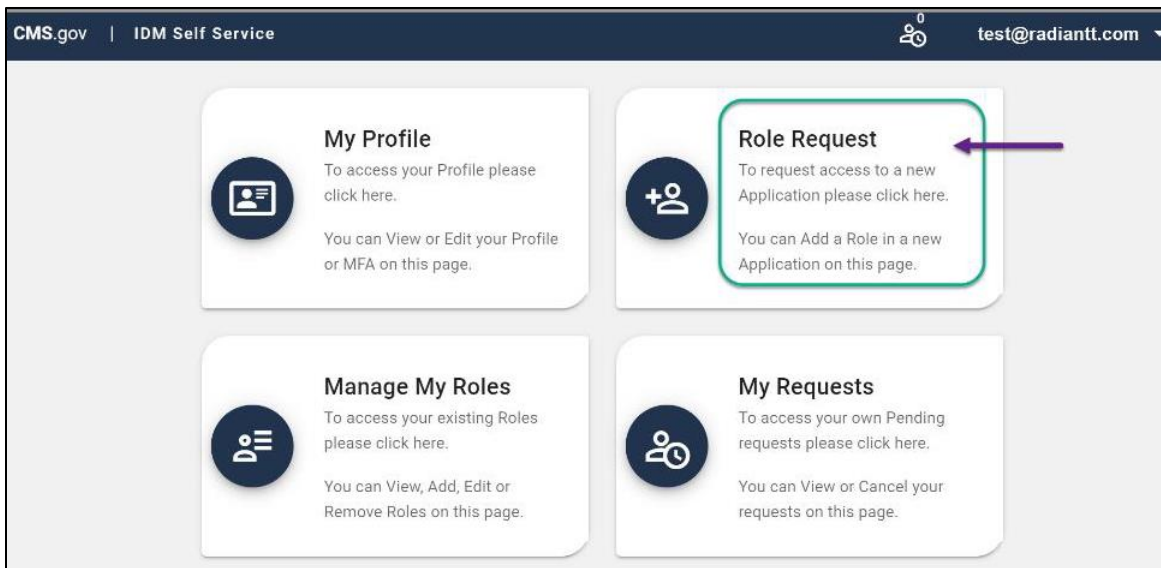 CMS.gov | IDM Self Service
0
test@radiantt.com
My Profile
To access your Profile please
click here.
You can View or Edit your Profile
or MFA on this page.
Role Request
To request access to a new
Application please click here.
You can Add a Role in a new
Application on this page.
Manage My Roles
To access your existing Roles
please click here.
You can View, Add, Edit or
Remove Roles on this page.
My Requests
To access your own Pending
requests please click here.
You can View or Cancel your
requests on this page.